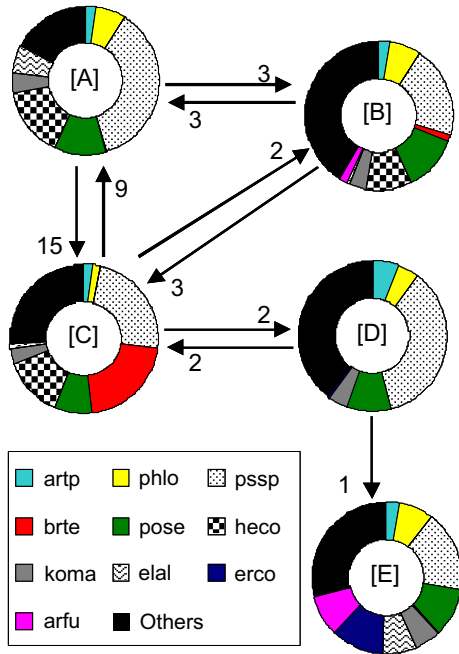 [A]
3
[B]
3
2
9
15
3
[C]
2
[D]
2
1
artp phlo pssp
brte pose heco
koma elal erco
arfu Others
[E]